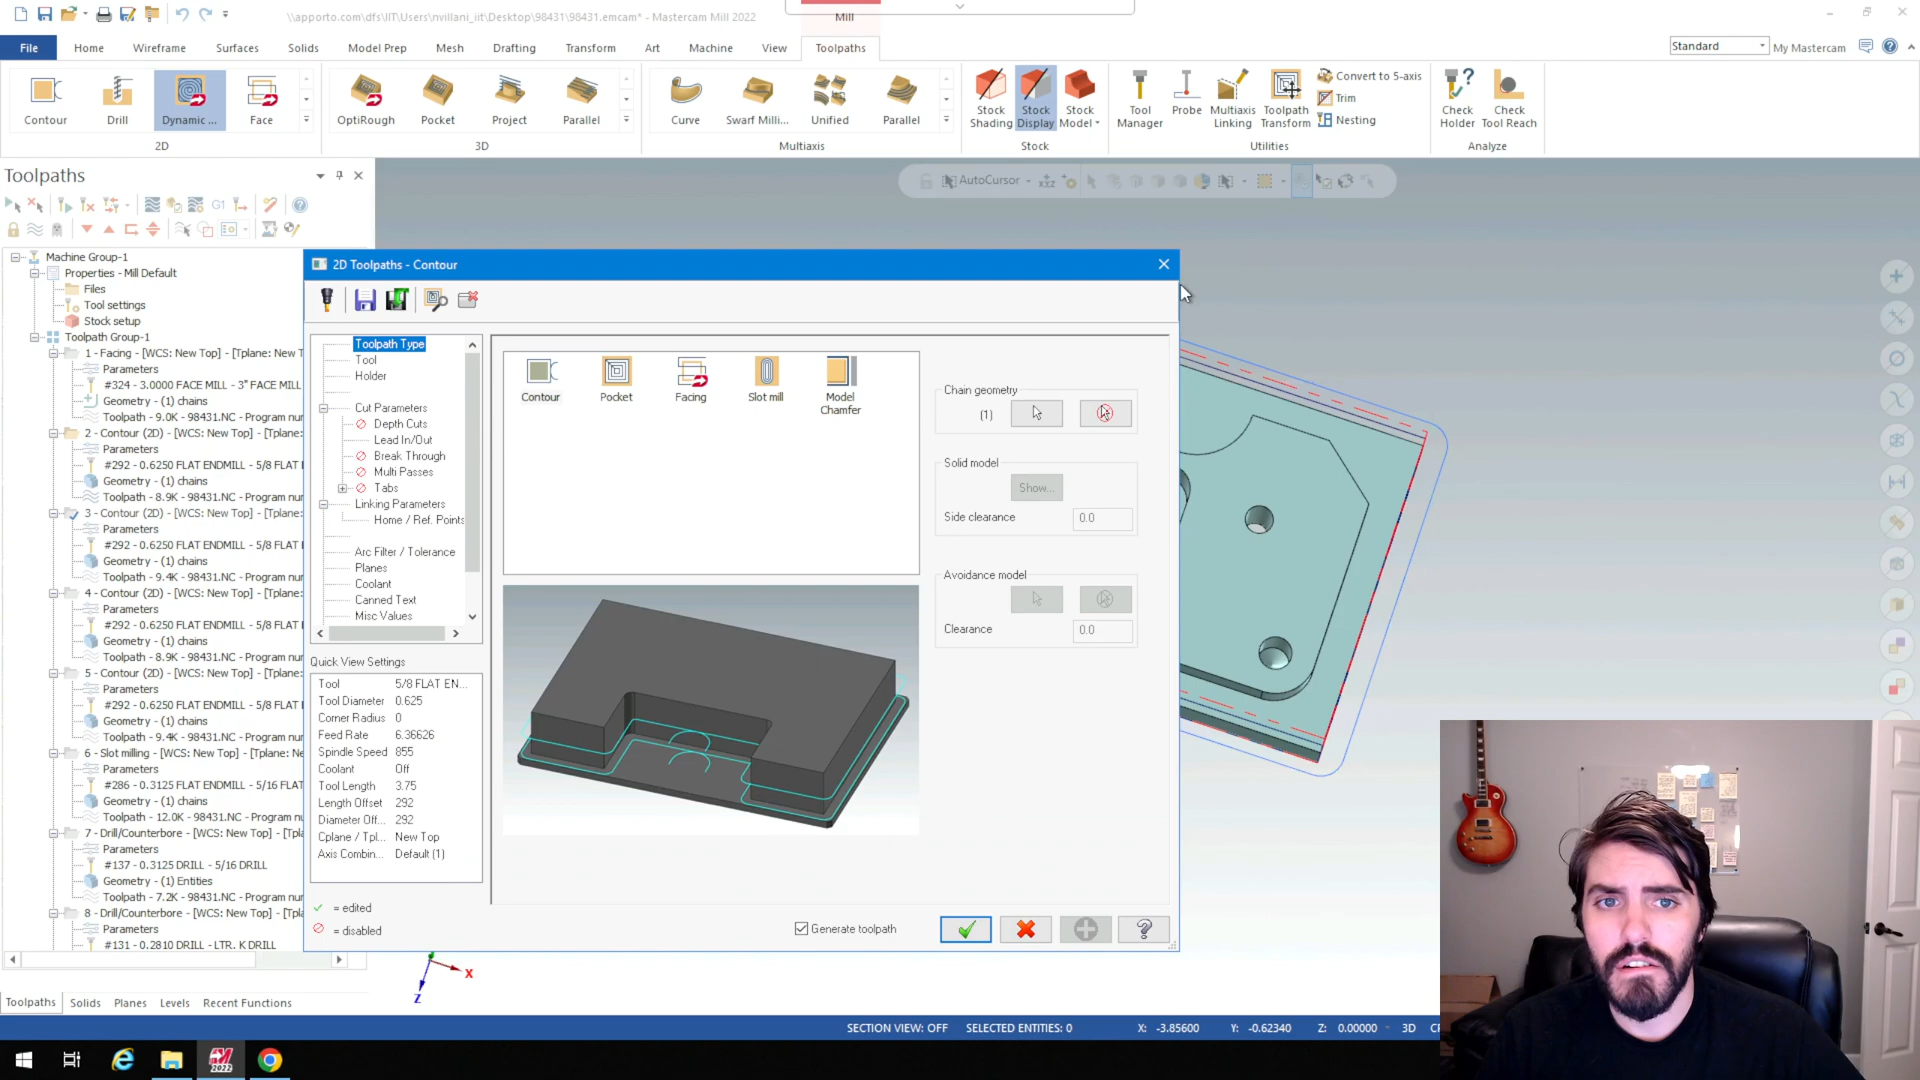 \\apporto.com\dfs\IIT\Users\nvillani_iit\Desktop\98431\98431.emcam* - Mastercam Mill 2022
Mill
File Home Wireframe Surfaces Solids Model Prep Mesh Drafting Transform Art Machine View Toolpaths
Standard My Mastercam
Contour Drill Dynamic ... Face
OptiRough Pocket Project Parallel
Curve Swarf Milli... Unified Parallel
Stock Shading Stock Display Stock Model
Tool Manager Probe Multiaxis Linking Toolpath Transform
Convert to 5-axis
Trim
Nesting
Check Holder Check Tool Reach
2D 3D Multiaxis Stock Utilities Analyze
Toolpaths
AutoCursor
G1
Machine Group-1
Properties - Mill Default
Files
Tool settings
Stock setup
Toolpath Group-1
1 - Facing - [WCS: New Top] - [Tplane: New T
Parameters
#324 - 3.0000 FACE MILL - 3" FACE MILL
Geometry - (1) chains
Toolpath - 9.0K - 98431.NC - Program num
2 - Contour (2D) - [WCS: New Top] - [Tplane:
Parameters
#292 - 0.6250 FLAT ENDMILL - 5/8 FLAT I
Geometry - (1) chains
Toolpath - 8.9K - 98431.NC - Program nur
3 - Contour (2D) - [WCS: New Top] - [Tplane:
Parameters
#292 - 0.6250 FLAT ENDMILL - 5/8 FLAT I
Geometry - (1) chains
Toolpath - 9.4K - 98431.NC - Program nur
4 - Contour (2D) - [WCS: New Top] - [Tplane:
Parameters
#292 - 0.6250 FLAT ENDMILL - 5/8 FLAT I
Geometry - (1) chains
Toolpath - 8.9K - 98431.NC - Program nur
5 - Contour (2D) - [WCS: New Top] - [Tplane:
Parameters
#292 - 0.6250 FLAT ENDMILL - 5/8 FLAT I
Geometry - (1) chains
Toolpath - 9.4K - 98431.NC - Program nur
6 - Slot milling - [WCS: New Top] - [Tplane: Ne
Parameters
#286 - 0.3125 FLAT ENDMILL - 5/16 FLAT
Geometry - (1) chains
Toolpath - 12.0K - 98431.NC - Program nu
7 - Drill/Counterbore - [WCS: New Top] - [Tpl
Parameters
#137 - 0.3125 DRILL - 5/16 DRILL
Geometry - (1) Entities
Toolpath - 7.2K - 98431.NC - Program nur
8 - Drill/Counterbore - [WCS: New Top] - [Tpl
Parameters
#131 - 0.2810 DRILL - LTR. K DRILL
Toolpaths Solids Planes Levels Recent Functions
2D Toolpaths - Contour
Toolpath Type
Tool
Holder
Cut Parameters
Depth Cuts
Lead In/Out
Break Through
Multi Passes
Tabs
Linking Parameters
Home / Ref. Points
Arc Filter / Tolerance
Planes
Coolant
Canned Text
Misc Values
Quick View Settings
Tool 5/8 FLAT EN...
Tool Diameter 0.625
Corner Radius 0
Feed Rate 6.36626
Spindle Speed 855
Coolant Off
Tool Length 3.75
Length Offset 292
Diameter Off... 292
Cplane / Tpl... New Top
Axis Combin... Default (1)
= edited
= disabled
Contour Pocket Facing Slot mill Model Chamfer
Chain geometry
(1)
Solid model
Show...
Side clearance 0.0
Avoidance model
Clearance 0.0
Generate toolpath
X
Z
SECTION VIEW: OFF SELECTED ENTITIES: 0 X: -3.85600 Y: -0.62340 Z: 0.00000 3D
2022